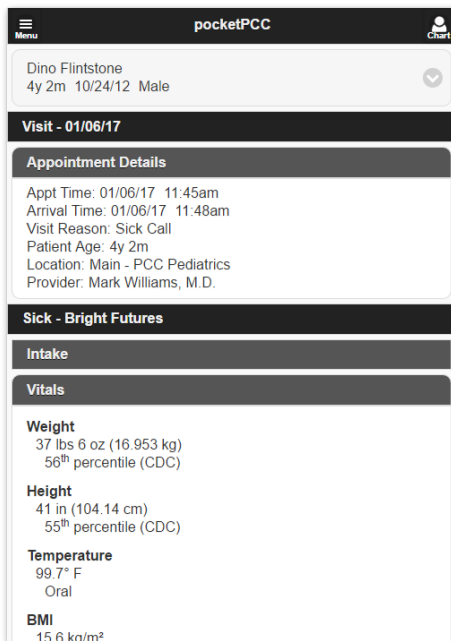 Menu
pocketPCC
Chart
Dino Flintstone
4y 2m 10/24/12 Male
Visit - 01/06/17
Appointment Details
Appt Time: 01/06/17 11:45am
Arrival Time: 01/06/17 11:48am
Visit Reason: Sick Call
Patient Age: 4y 2m
Location: Main - PCC Pediatrics
Provider: Mark Williams, M.D.
Sick - Bright Futures
Intake
Vitals
Weight
37 lbs 6 oz (16.953 kg)
56th percentile (CDC)
Height
41 in (104.14 cm)
55th percentile (CDC)
Temperature
99.7° F
Oral
BMI
15.6 kg/m²